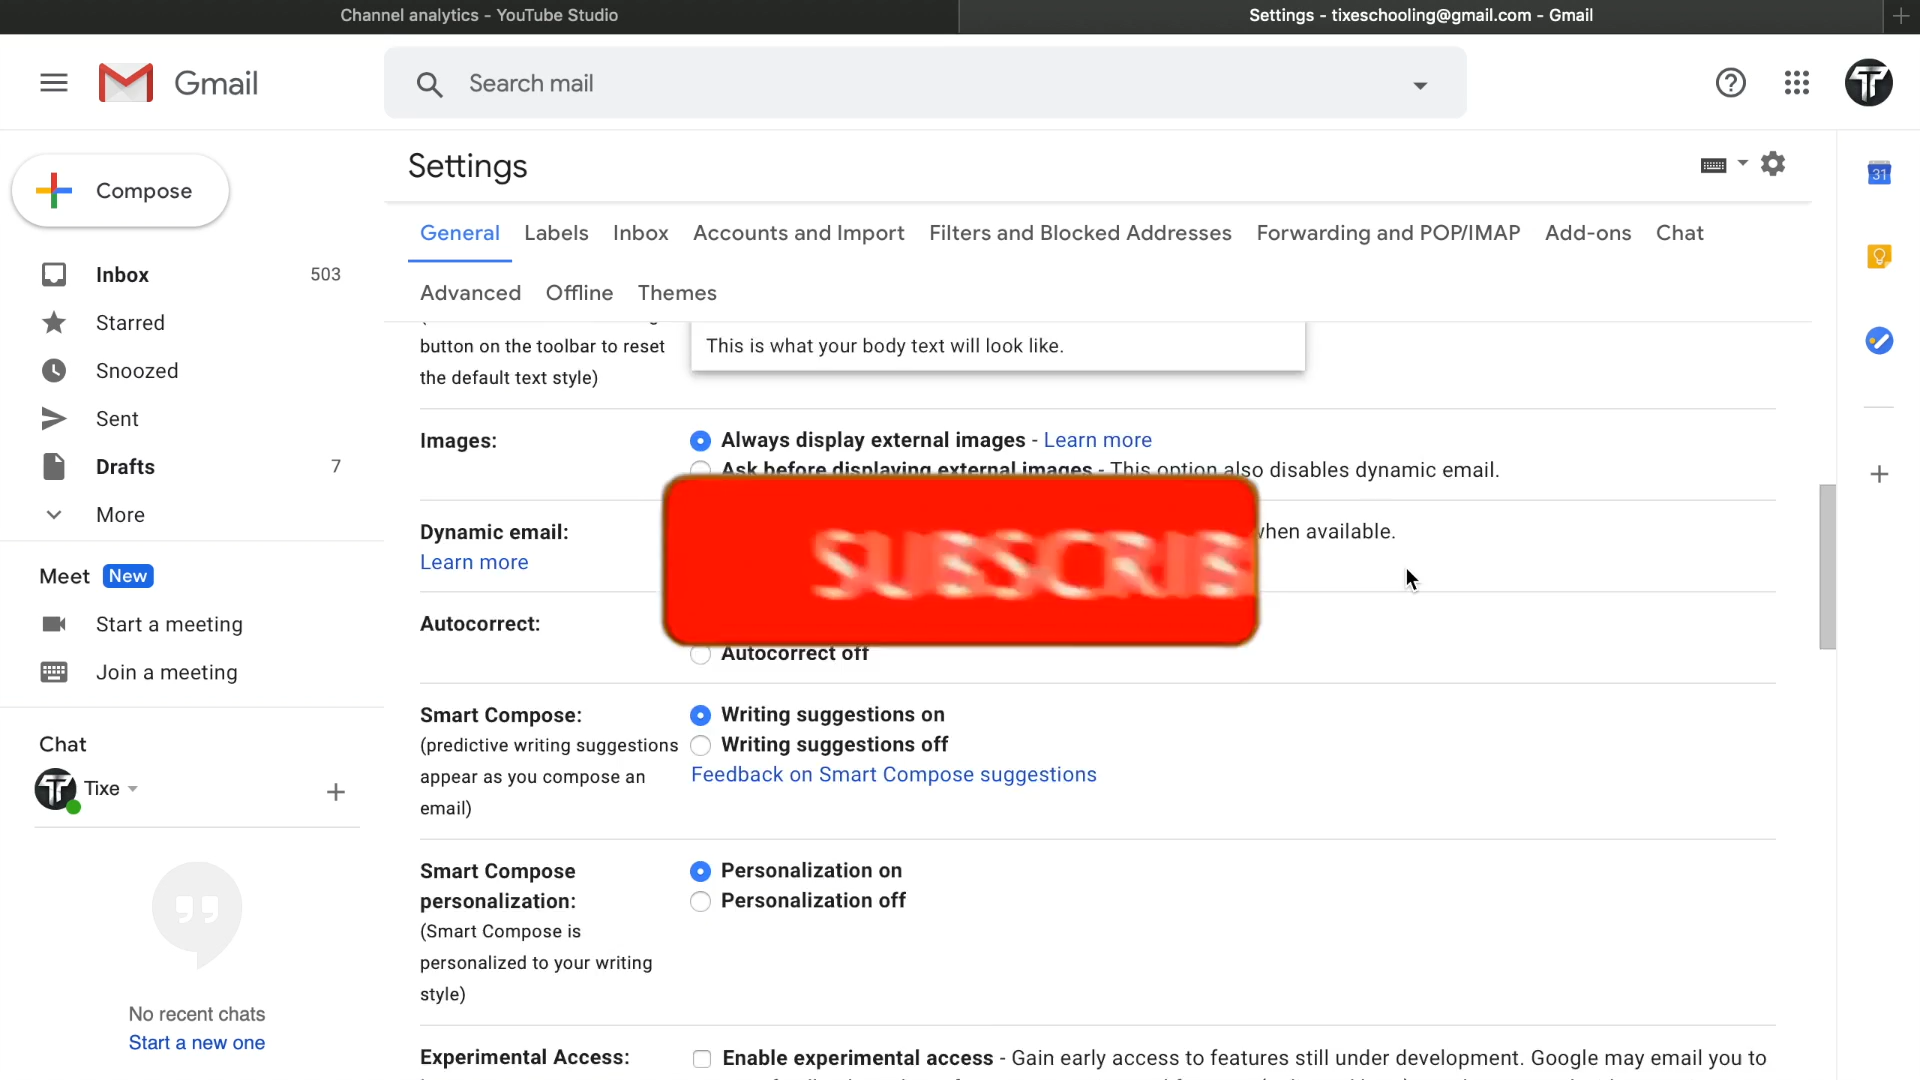 Channel analytics - YouTube Studio
Settings - tixeschooling@gmail.com - Gmail
Gmail
Search mail
Compose
Inbox 503
Starred
Snoozed
Sent
Drafts 7
More
Meet New
Start a meeting
Join a meeting
Chat
Tixe
No recent chats
Start a new one
Settings
General Labels Inbox Accounts and Import Filters and Blocked Addresses Forwarding and POP/IMAP Add-ons Chat
Advanced Offline Themes
button on the toolbar to reset
the default text style)
This is what your body text will look like.
Images:
Always display external images - Learn more
Ask before displaying external images - This option also disables dynamic email.
Dynamic email:
Learn more
when available.
SUBSCRIB
Autocorrect:
Autocorrect off
Smart Compose:
(predictive writing suggestions
appear as you compose an
email)
Writing suggestions on
Writing suggestions off
Feedback on Smart Compose suggestions
Smart Compose
personalization:
(Smart Compose is
personalized to your writing
style)
Personalization on
Personalization off
Experimental Access:
Enable experimental access - Gain early access to features still under development. Google may email you to
31